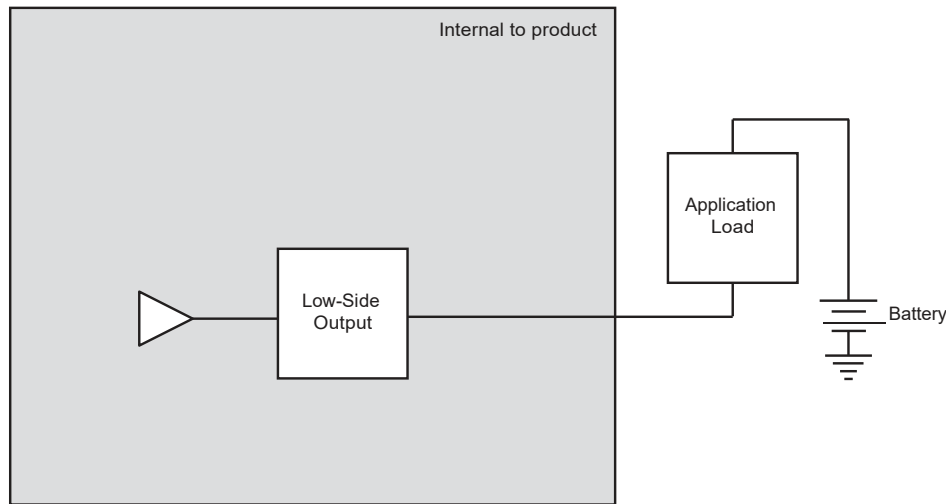 Internal to product
Application
Load
Low-Side
Output
Battery